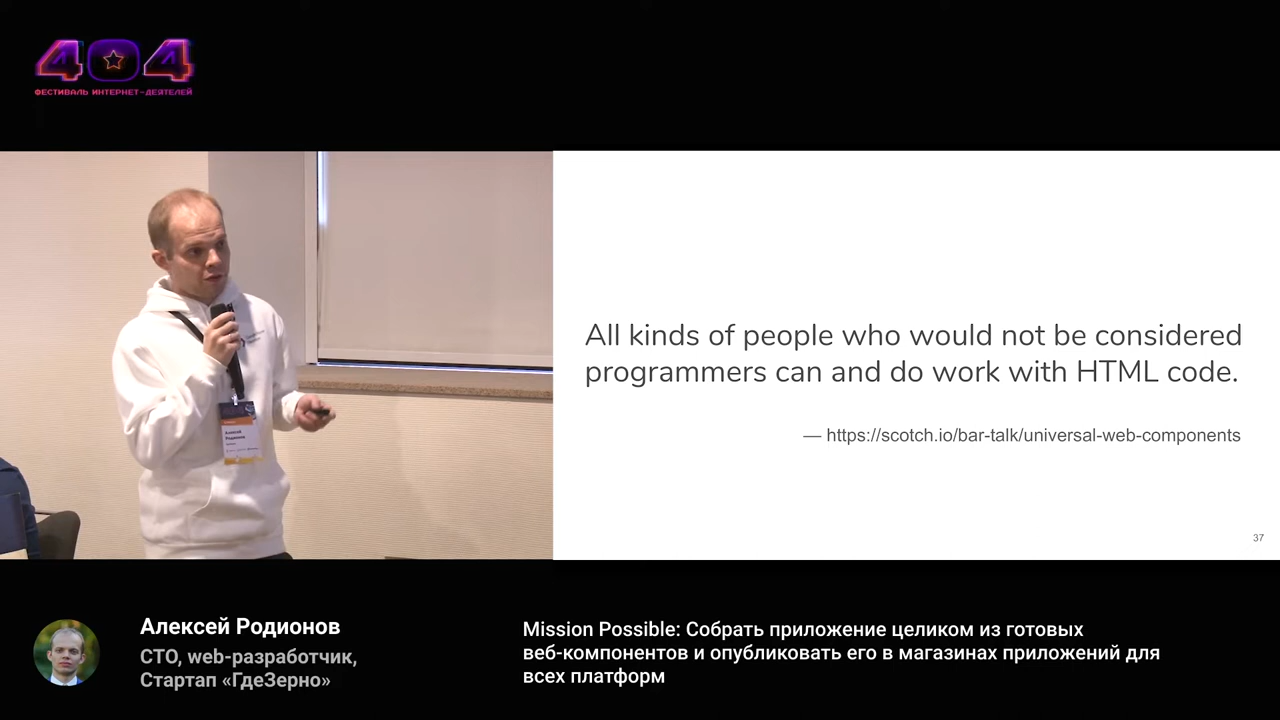 404
ФЕСТИВАЛЬ ИНТЕРНЕТ-ДЕЯТЕЛЕЙ
All kinds of people who would not be considered
programmers can and do work with HTML code.
— https://scotch.io/bar-talk/universal-web-components
37
Алексей
Родионов
Алексей Родионов
CTO, web-разработчик,
Стартап «ГдеЗерно»
Mission Possible: Собрать приложение целиком из готовых
веб-компонентов и опубликовать его в магазинах приложений для
всех платформ